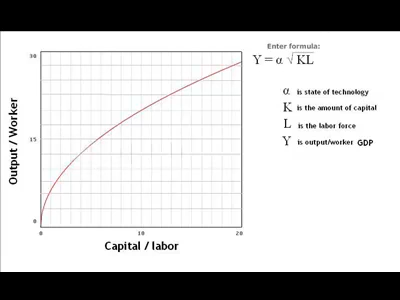 Enter formula:
Y = α √KL
α is state of technology
K is the amount of capital
L is the labor force
Y is output/worker GDP
Output / Worker
30
15
0
0
10
20
Capital / labor